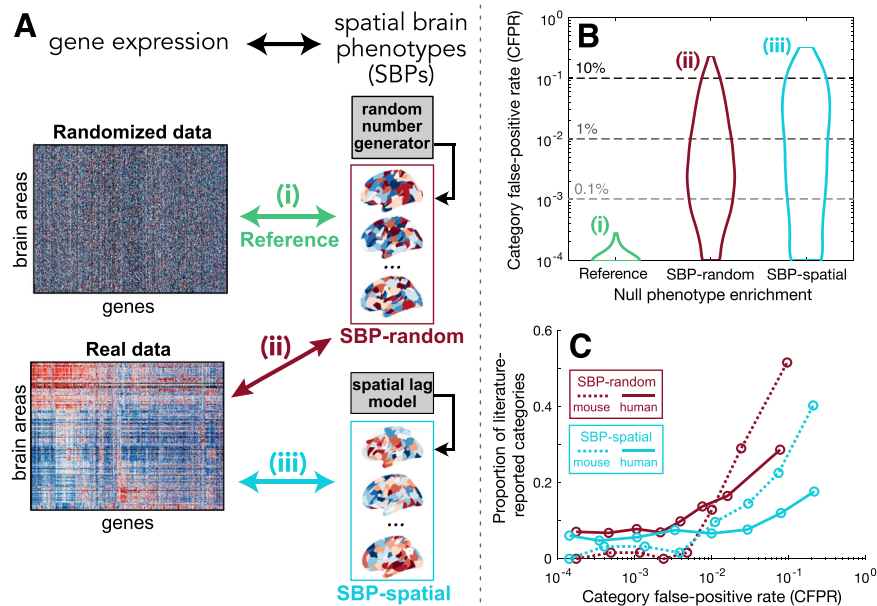 A
gene expression
spatial brain
phenotypes
(SBPs)
random
number
generator
Randomized data
brain areas
genes
(i)
Reference
...
SBP-random
(ii)
Real data
brain areas
genes
spatial lag
model
(iii)
...
SBP-spatial
B
Category false-positive rate (CFPR)
10⁰
10⁻¹
10⁻²
10⁻³
10⁻⁴
10%
1%
0.1%
(i)
(ii)
(iii)
Reference
SBP-random
SBP-spatial
Null phenotype enrichment
C
Proportion of literature-
reported categories
0.6
0.4
0.2
0
SBP-random
mouse human
SBP-spatial
mouse human
10⁻⁴
10⁻³
10⁻²
10⁻¹
10⁰
Category false-positive rate (CFPR)